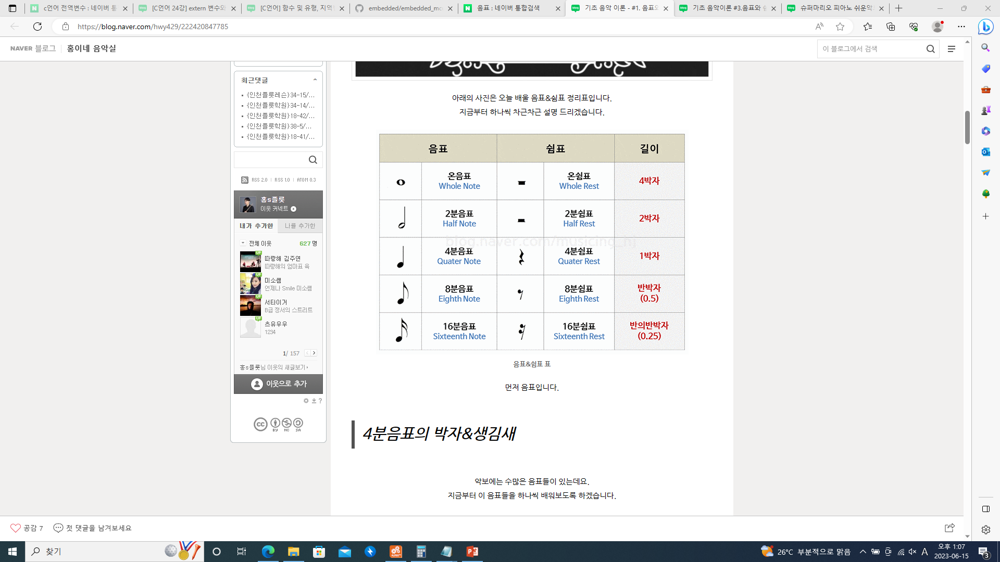 c언어 전역변수 : 네이버 통
[C언어 24강] extern 변수와
[C언어] 함수 및 유형, 지역변
embedded/embedded_mc
음표 : 네이버 통합검색
기초 음악 이론 - #1. 음표와
기초 음악이론 #3.음표와 쉼
슈퍼마리오 피아노 쉬운악
https://blog.naver.com/hwy429/222420847785
NAVER 블로그
홍이네 음악실
이 블로그에서 검색
최근댓글
{인천플룻레슨}34-15/...
{인천플룻학원}34-14/...
{인천플룻학원}18-42/...
{인천플룻학원}38-5/...
{인천플룻학원}18-41/...
RSS 2.0 | RSS 1.0 | ATOM 0.3
홍s플룻
이웃 커넥트
내가 추가한
나를 추가한
전체 이웃
627 명
UP
따랑해 김주연
따랑해의 엄마표 육
UP
미소쌤
언제나 Smile 미소쌤
UP
서타이거
B급 정서의 스트리트
UP
츠유우우
1234
1/ 157
홍s플룻님 이웃의 새글보기
이웃으로 추가
?
cc
BY NC SA
아래의 사진은 오늘 배울 음표&쉼표 정리표입니다.
지금부터 하나씩 차근차근 설명 드리겠습니다.
음표
쉼표
길이
온음표
Whole Note
온쉼표
Whole Rest
4박자
2분음표
Half Note
2분쉼표
Half Rest
2박자
blog.naver.com/musicing_hj
4분음표
Quater Note
4분쉼표
Quater Rest
1박자
8분음표
Eighth Note
8분쉼표
Eighth Rest
반박자
(0.5)
16분음표
Sixteenth Note
16분쉼표
Sixteenth Rest
반의반박자
(0.25)
음표&쉼표 표
먼저 음표입니다.
4분음표의 박자&생김새
악보에는 수많은 음표들이 있는데요.
지금부터 이 음표들을 하나씩 배워보도록 하겠습니다.
공감 7
첫 댓글을 남겨보세요
찾기
26°C 부분적으로 맑음
A
오후 1:07
2023-06-15
3